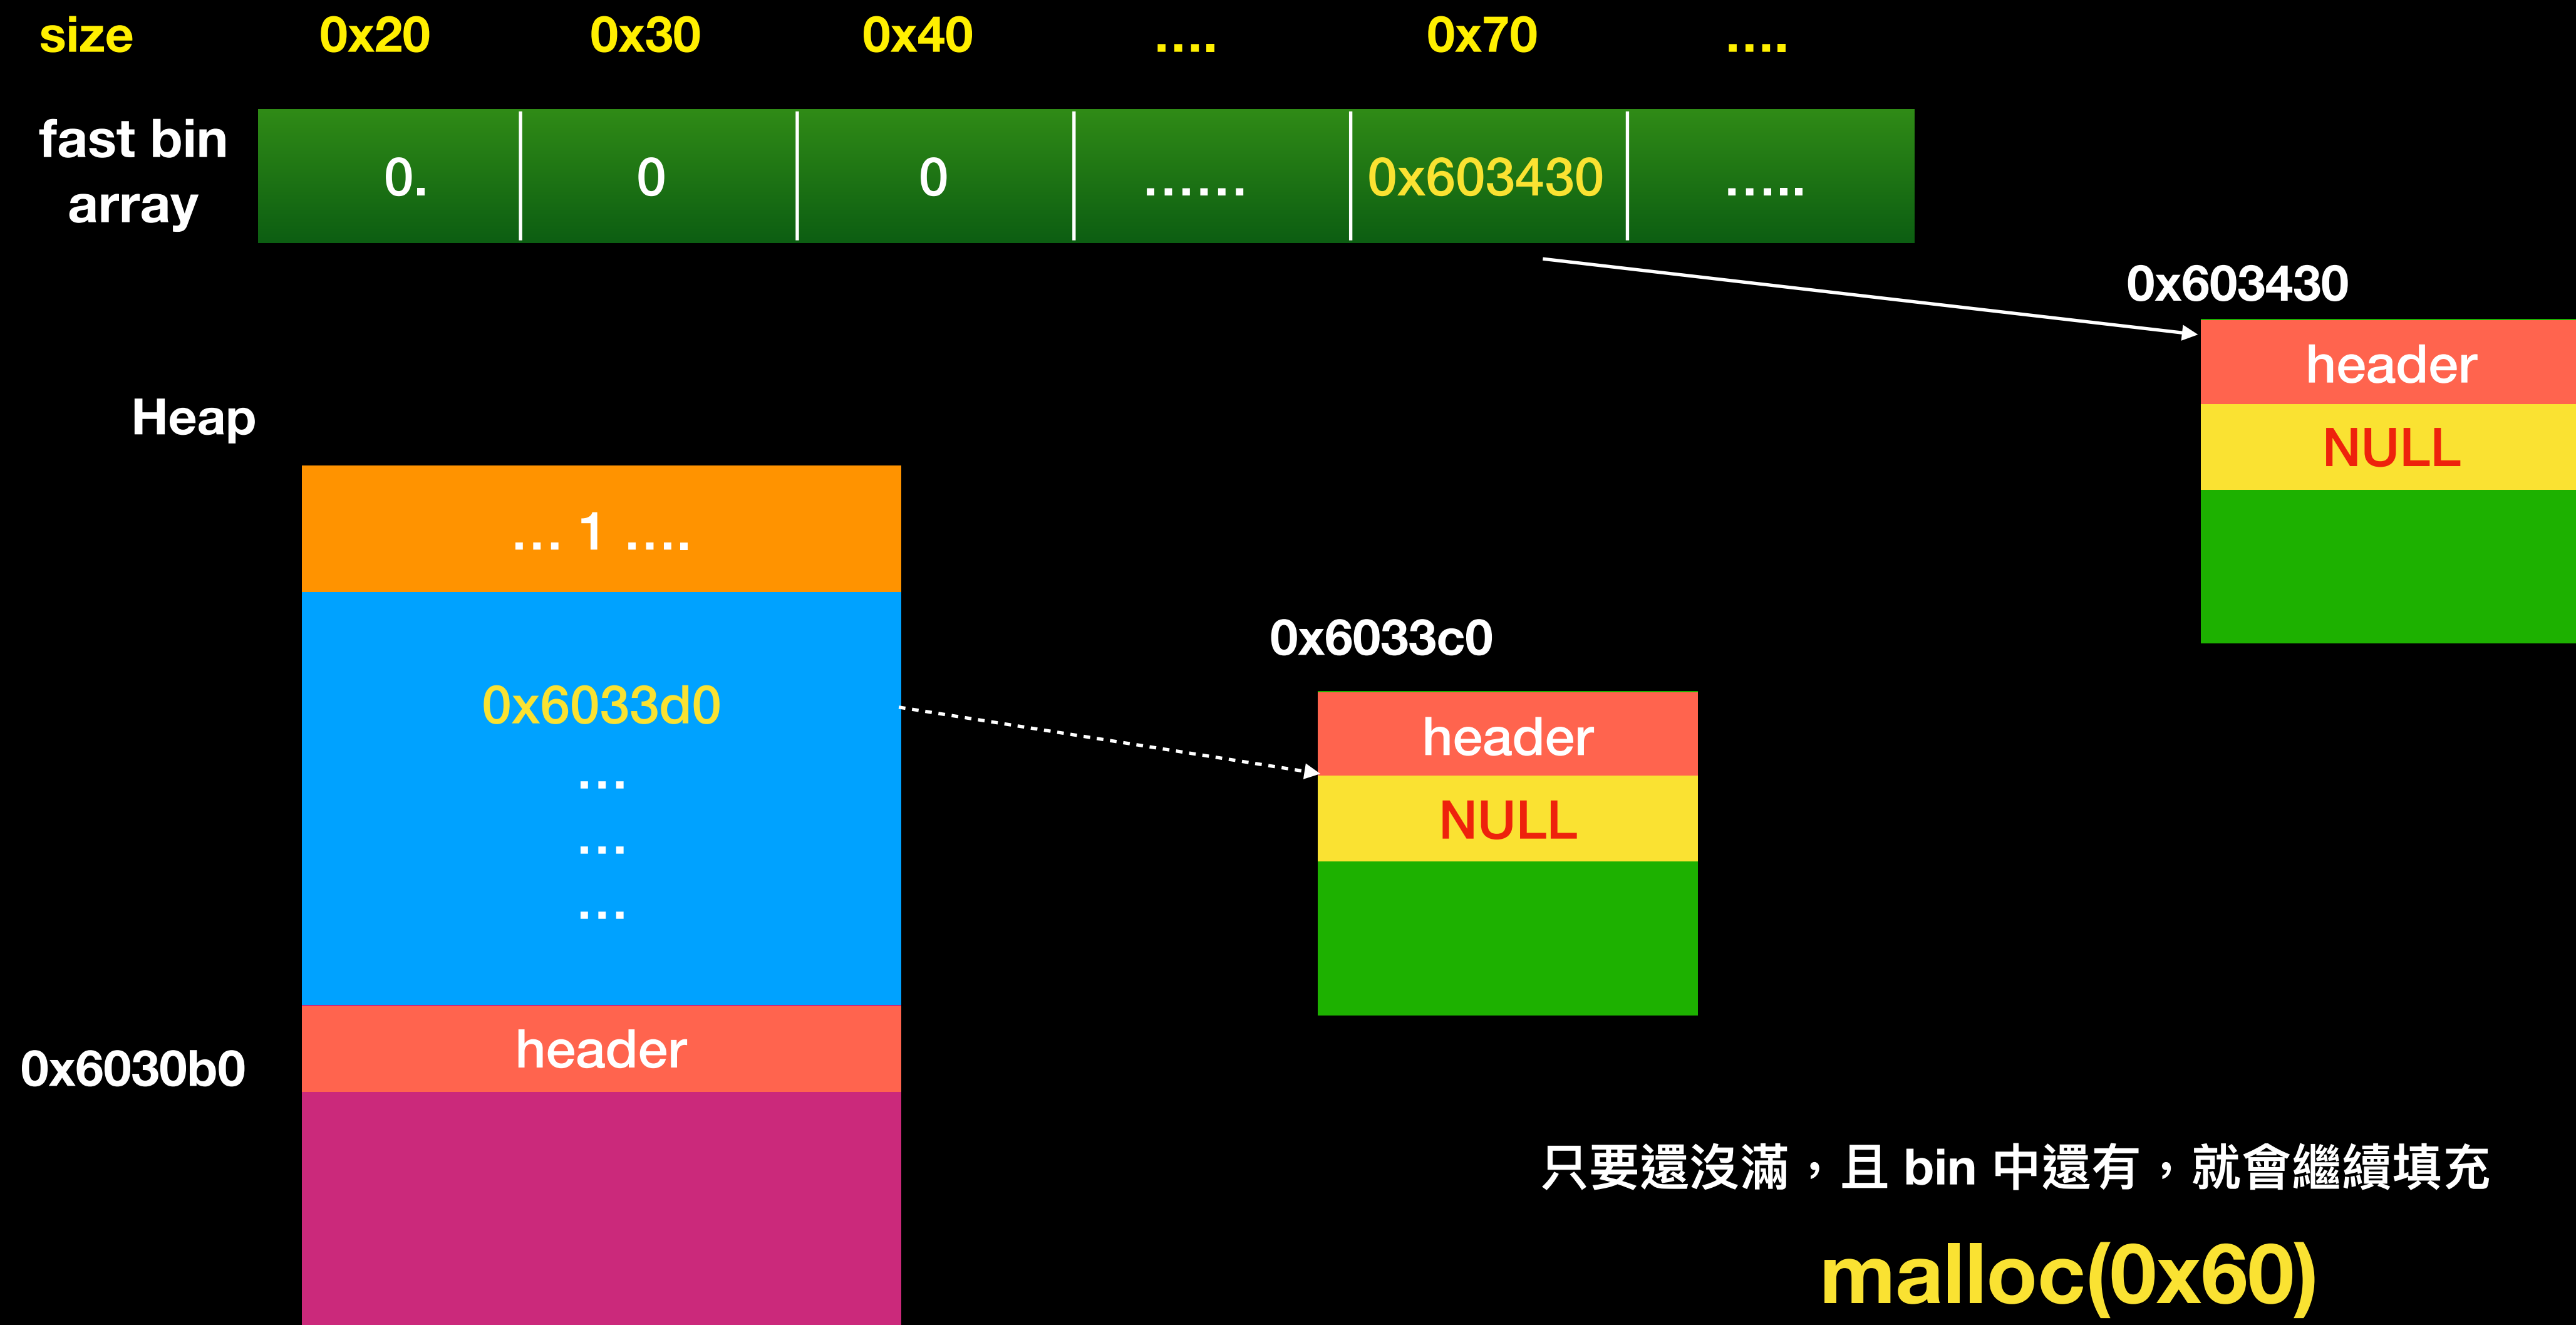 size 0x20 0x30 0x40 .... 0x70 ....
fast bin
array
0. 0 0 ...... 0x603430 .....
0x603430
header
NULL
Heap
... 1 ....
0x6033d0
...
...
...
0x6033c0
header
NULL
0x6030b0
header
只要還沒滿，且 bin 中還有，就會繼續填充
malloc(0x60)